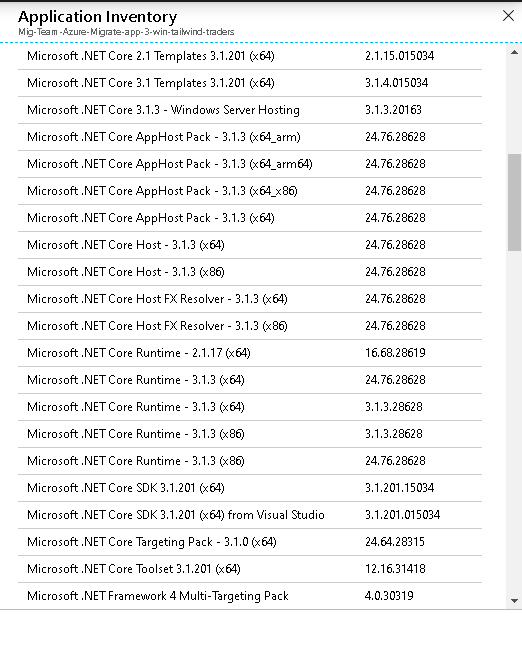 Application Inventory
Mig-Team-Azure-Migrate-app-3-win-tailwind-traders
Microsoft .NET Core 2.1 Templates 3.1.201 (x64) 2.1.15.015034
Microsoft .NET Core 3.1 Templates 3.1.201 (x64) 3.1.4.015034
Microsoft .NET Core 3.1.3 - Windows Server Hosting 3.1.3.20163
Microsoft .NET Core AppHost Pack - 3.1.3 (x64_arm) 24.76.28628
Microsoft .NET Core AppHost Pack - 3.1.3 (x64_arm64) 24.76.28628
Microsoft .NET Core AppHost Pack - 3.1.3 (x64_x86) 24.76.28628
Microsoft .NET Core AppHost Pack - 3.1.3 (x64) 24.76.28628
Microsoft .NET Core Host - 3.1.3 (x64) 24.76.28628
Microsoft .NET Core Host - 3.1.3 (x86) 24.76.28628
Microsoft .NET Core Host FX Resolver - 3.1.3 (x64) 24.76.28628
Microsoft .NET Core Host FX Resolver - 3.1.3 (x86) 24.76.28628
Microsoft .NET Core Runtime - 2.1.17 (x64) 16.68.28619
Microsoft .NET Core Runtime - 3.1.3 (x64) 24.76.28628
Microsoft .NET Core Runtime - 3.1.3 (x64) 3.1.3.28628
Microsoft .NET Core Runtime - 3.1.3 (x86) 3.1.3.28628
Microsoft .NET Core Runtime - 3.1.3 (x86) 24.76.28628
Microsoft .NET Core SDK 3.1.201 (x64) 3.1.201.15034
Microsoft .NET Core SDK 3.1.201 (x64) from Visual Studio 3.1.201.015034
Microsoft .NET Core Targeting Pack - 3.1.0 (x64) 24.64.28315
Microsoft .NET Core Toolset 3.1.201 (x64) 12.16.31418
Microsoft .NET Framework 4 Multi-Targeting Pack 4.0.30319